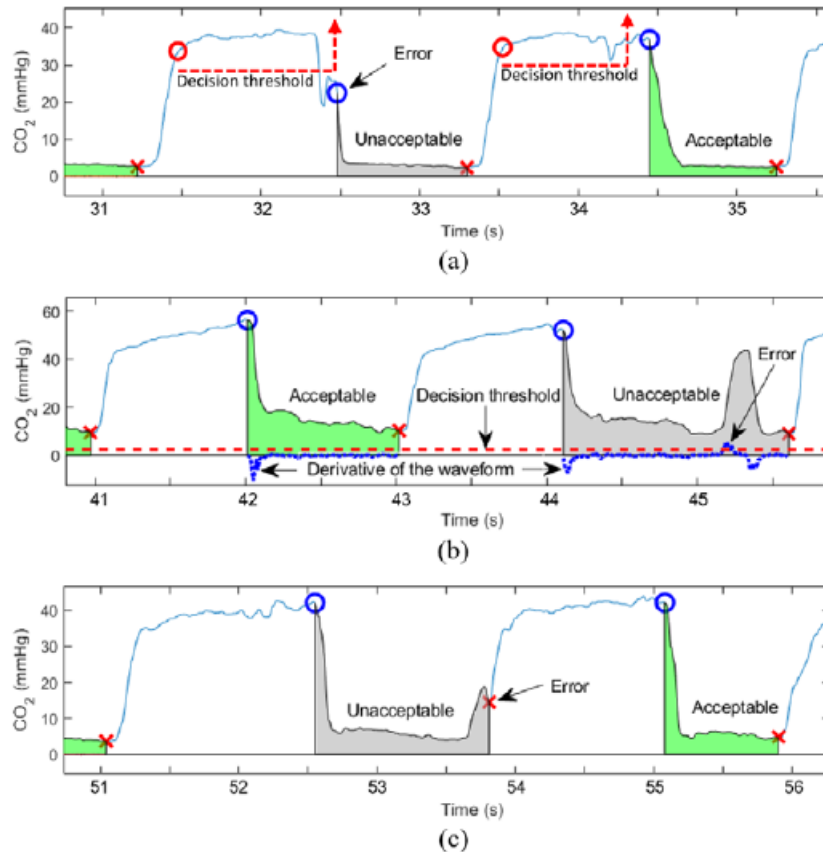 40
30
20
10
0
CO2 (mmHg)
Decision threshold
Error
Unacceptable
Decision threshold
Acceptable
31 32 33 34 35
Time (s)
(a)
60
40
20
0
CO2 (mmHg)
Acceptable
Decision threshold
Unacceptable
Error
Derivative of the waveform
41 42 43 44 45
Time (s)
(b)
40
30
20
10
0
CO2 (mmHg)
Unacceptable
Error
Acceptable
51 52 53 54 55 56
Time (s)
(c)